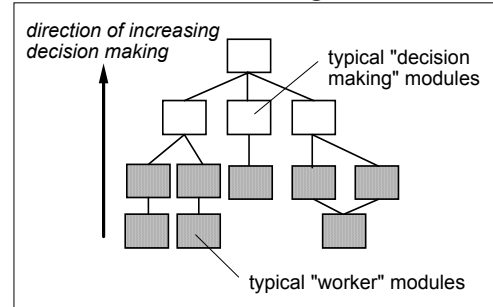 direction of increasing
decision making
typical "decision
making" modules
typical "worker" modules